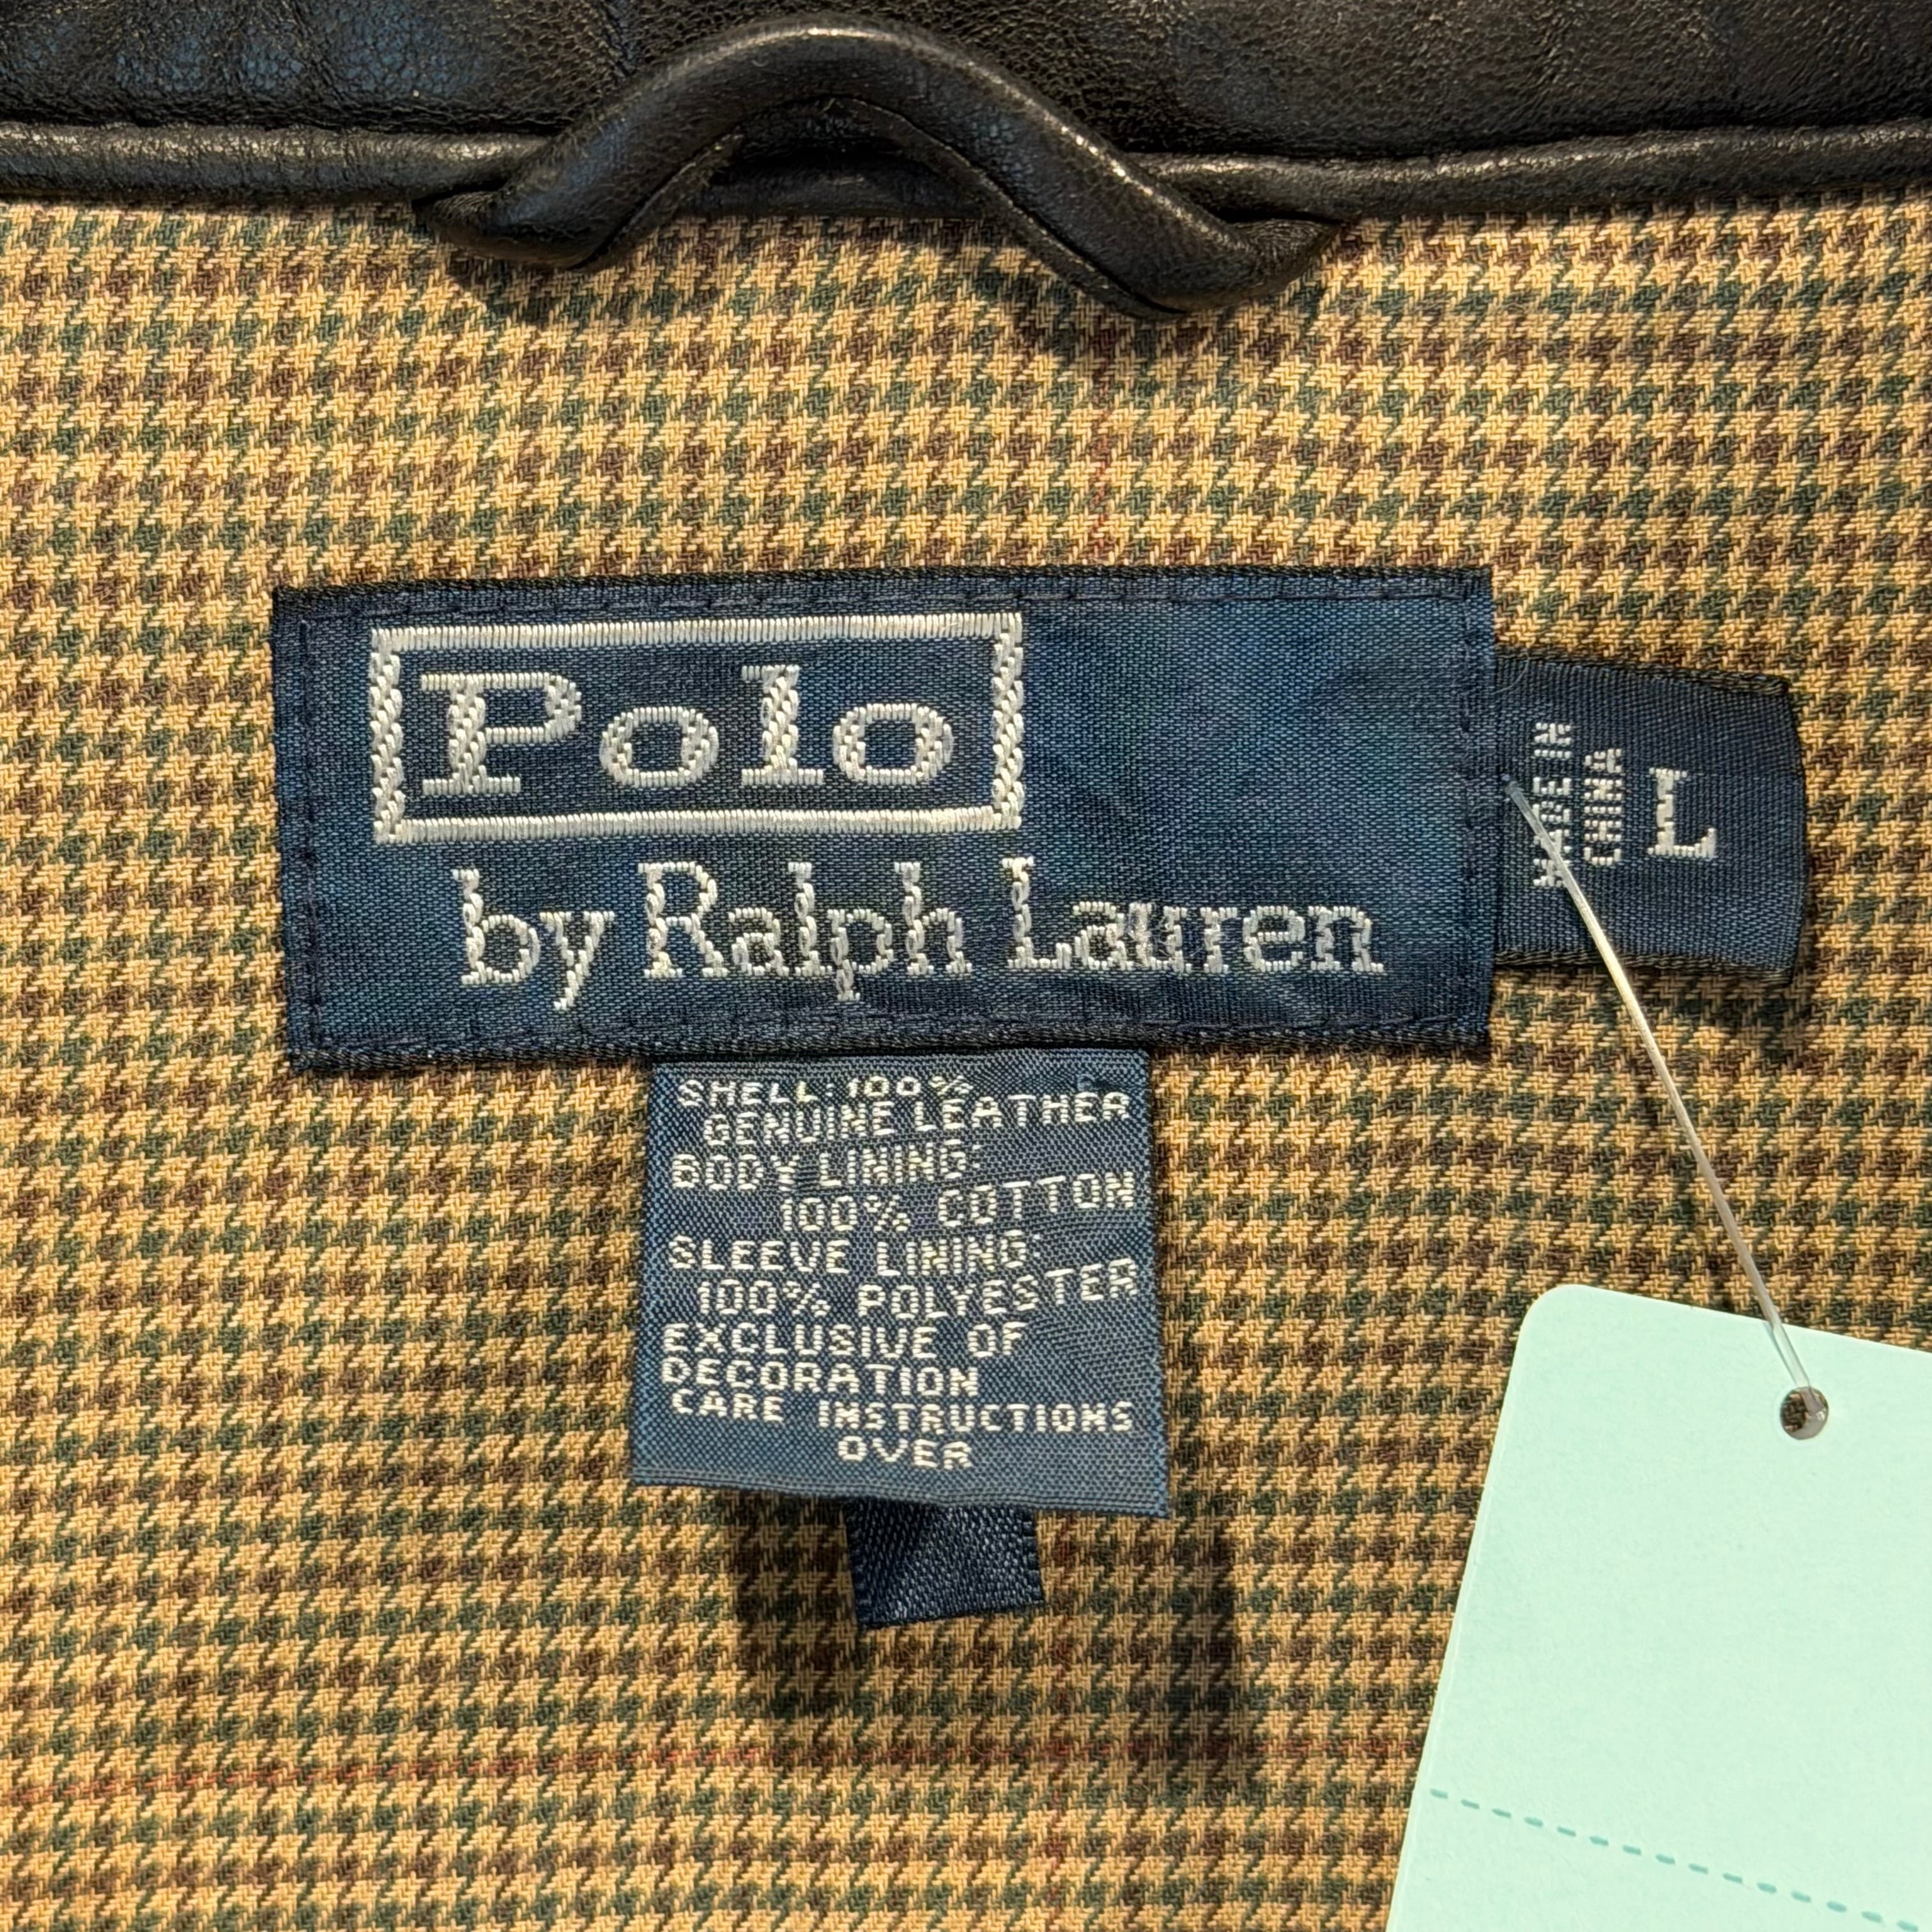 Polo
by Ralph Lauren
MADE IN
CHINA
L
SHELL: 100%
GENUINE LEATHER
BODY LINING:
100% COTTON
SLEEVE LINING:
100% POLYESTER
EXCLUSIVE OF
DECORATION
CARE INSTRUCTIONS
OVER